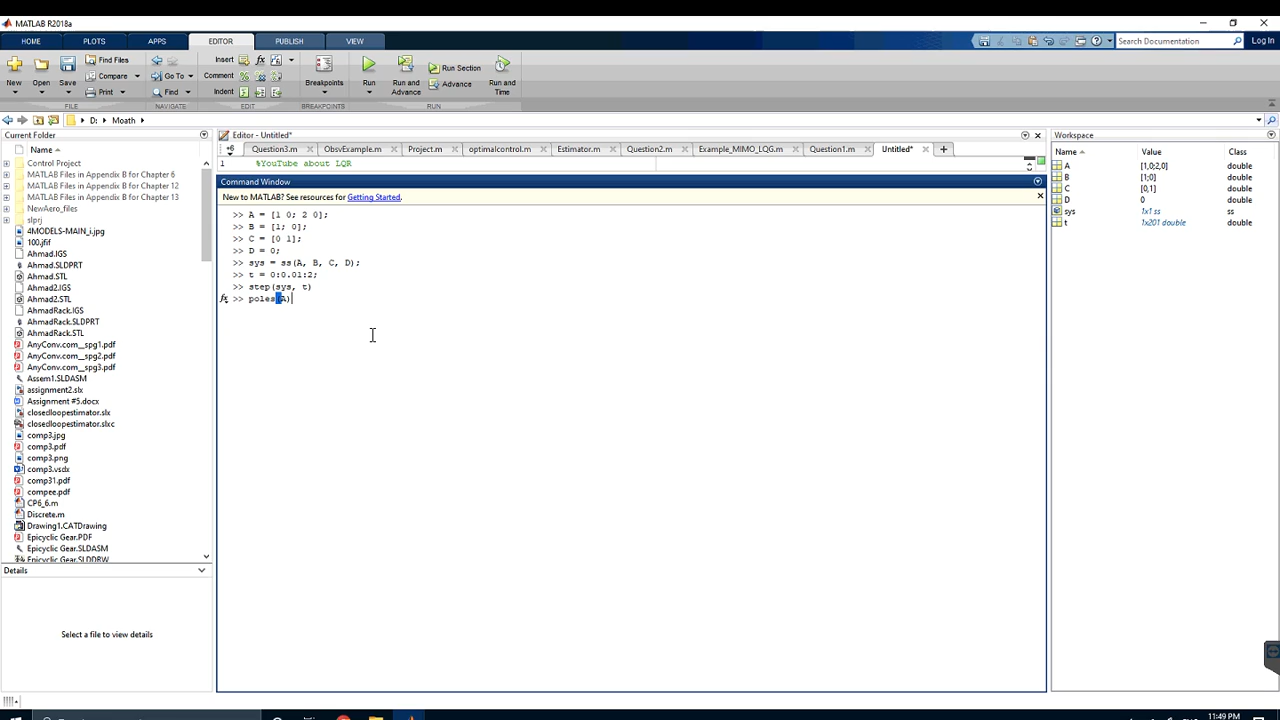 MATLAB R2018a
HOME PLOTS APPS EDITOR PUBLISH VIEW Search Documentation Log In
New Open Save Find Files Compare Print Go To Find Insert Comment Indent Breakpoints Run Run and Advance Run Section Advance Run and Time
FILE NAVIGATE EDIT BREAKPOINTS RUN
D: Moath
Current Folder
Name
Control Project
MATLAB Files in Appendix B for Chapter 6
MATLAB Files in Appendix B for Chapter 12
MATLAB Files in Appendix B for Chapter 13
NewAero_files
slprj
4MODELS-MAIN_i.jpg
100.jfif
Ahmad.IGS
Ahmad.SLDPRT
Ahmad.STL
Ahmad2.IGS
Ahmad2.STL
AhmadRack.IGS
AhmadRack.SLDPRT
AhmadRack.STL
AnyConv.com__spg1.pdf
AnyConv.com__spg2.pdf
AnyConv.com__spg3.pdf
Assem1.SLDASM
assignment2.slx
Assignment #5.docx
closedloopestimator.slx
closedloopestimator.slxc
comp3.jpg
comp3.pdf
comp3.png
comp3.vsdx
comp31.pdf
compee.pdf
CP6_6.m
Discrete.m
Drawing1.CATDrawing
Epicyclic Gear.PDF
Epicyclic Gear.SLDASM
Epicyclic Gear.SLDDRW
Details
Select a file to view details
Editor - Untitled*
+6 Question3.m ObsvExample.m Project.m optimalcontrol.m Estimator.m Question2.m Example_MIMO_LQG.m Question1.m Untitled*
1 %YouTube about LQR
Command Window
New to MATLAB? See resources for Getting Started.
>> A = [1 0; 2 0];
>> B = [1; 0];
>> C = [0 1];
>> D = 0;
>> sys = ss(A, B, C, D);
>> t = 0:0.01:2;
>> step(sys, t)
fx >> poles(A)
Workspace
Name Value Class
A [1,0;2,0] double
B [1;0] double
C [0,1] double
D 0 double
sys 1x1 ss ss
t 1x201 double double
11:49 PM